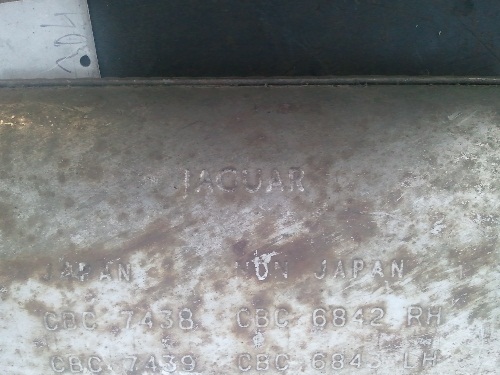 JAGUAR
JAPAN NON JAPAN
CBC 7438 CBC 6842 RH
CBC 7439 CBC 6843 LH